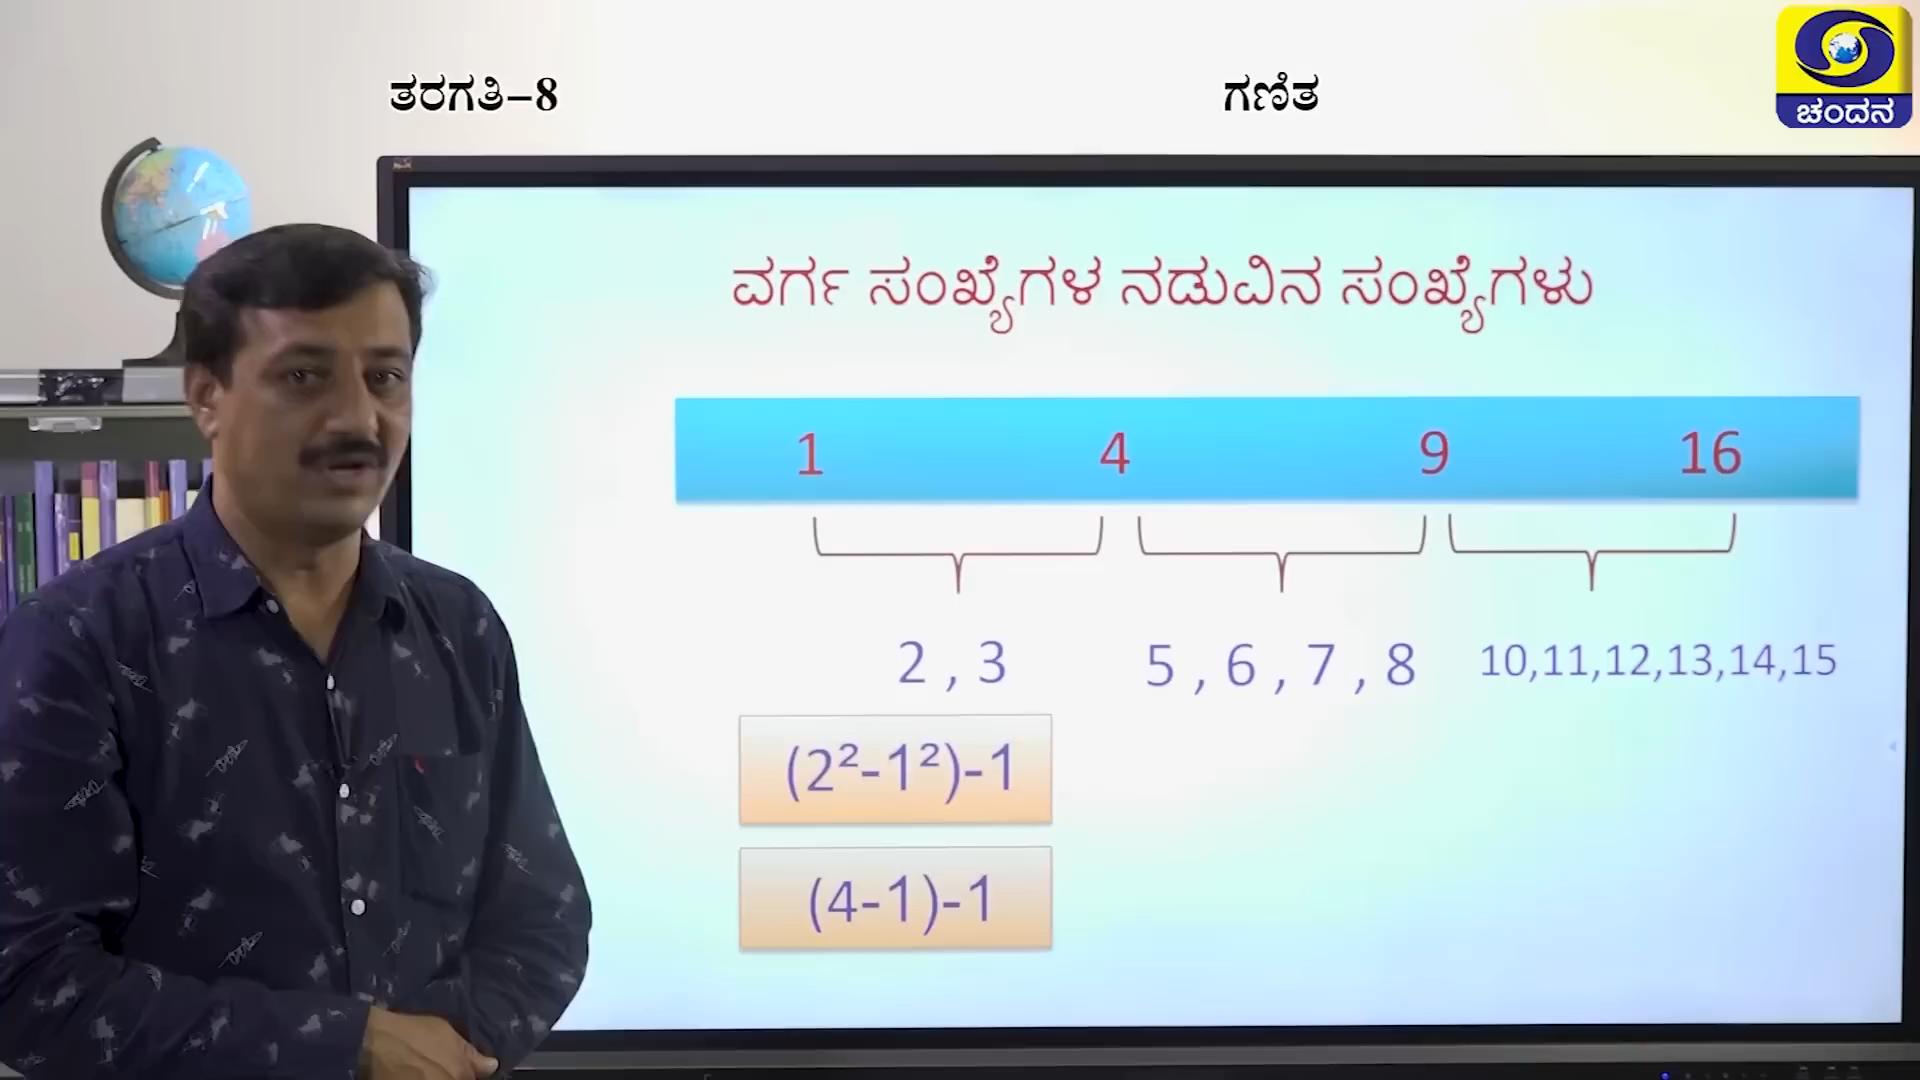 ತರಗತಿ–8
ಗಣಿತ
ಚಂದನ
ವರ್ಗ ಸಂಖ್ಯೆಗಳ ನಡುವಿನ ಸಂಖ್ಯೆಗಳು
1 4 9 16
2 , 3 5 , 6 , 7 , 8 10,11,12,13,14,15
(2²-1²)-1
(4-1)-1